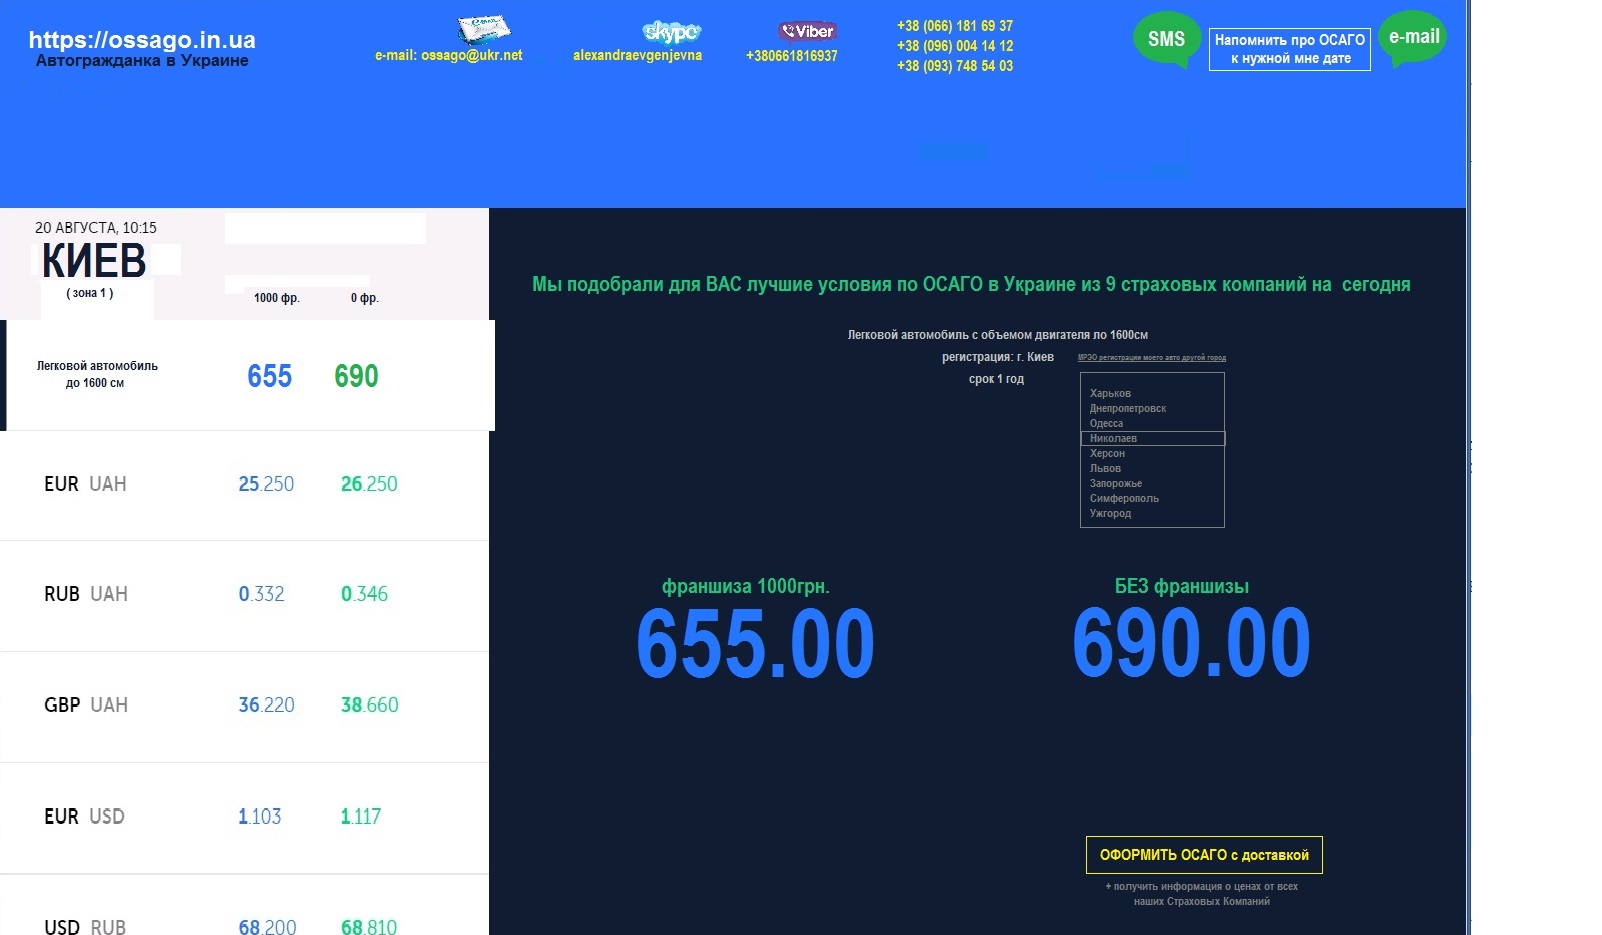 https://ossago.in.ua
Автогражданка в Украине
e-mail
e-mail: ossago@ukr.net
skype
alexandraevgenjevna
Viber
+380661816937
+38 (066) 181 69 37
+38 (096) 004 14 12
+38 (093) 748 54 03
SMS
Напомнить про ОСАГО
к нужной мне дате
e-mail
20 АВГУСТА, 10:15
КИЕВ
( зона 1 )
1000 фр. 0 фр.
Легковой автомобиль
до 1600 см
655 690
EUR UAH 25.250 26.250
RUB UAH 0.332 0.346
GBP UAH 36.220 38.660
EUR USD 1.103 1.117
USD RUB 68.200 68.810
Мы подобрали для ВАС лучшие условия по ОСАГО в Украине из 9 страховых компаний на сегодня
Легковой автомобиль с объемом двигателя ло 1600см
регистрация: г. Киев МРЭО регистрации моего авто другой город
срок 1 год
Харьков
Днепропетровск
Одесса
Николаев
Херсон
Львов
Запорожье
Симферополь
Ужгород
франшиза 1000грн.
655.00
БЕЗ франшизы
690.00
ОФОРМИТЬ ОСАГО с доставкой
+ получить информация о ценах от всех
наших Страховых Компаний